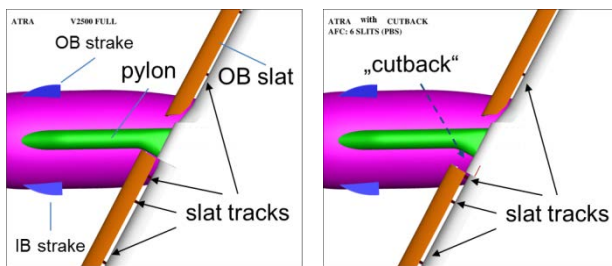 ATRA V2500 FULL
OB strake
pylon
OB slat
slat tracks
IB strake
ATRA with CUTBACK
AFC: 6 SLITS (PBS)
„cutback“
slat tracks